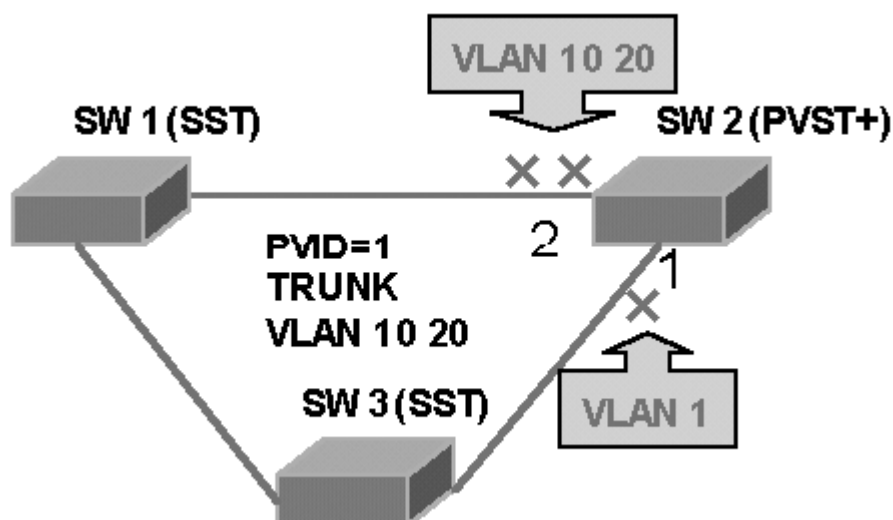 VLAN 10 20
SW 1 (SST)
SW 2 (PVST+)
2
1
PVID=1
TRUNK
VLAN 10 20
SW 3 (SST)
VLAN 1